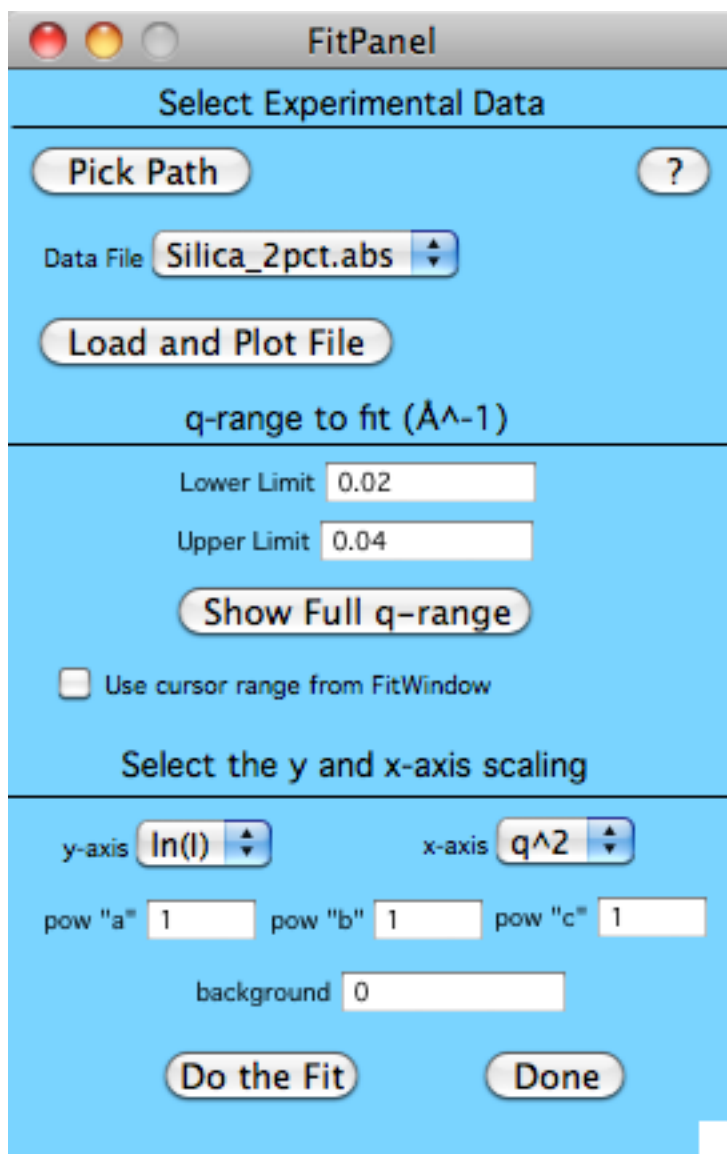 FitPanel
Select Experimental Data
Pick Path ?
Data File Silica_2pct.abs
Load and Plot File
q-range to fit (Å^-1)
Lower Limit 0.02
Upper Limit 0.04
Show Full q-range
Use cursor range from FitWindow
Select the y and x-axis scaling
y-axis ln(I) x-axis q^2
pow "a" 1 pow "b" 1 pow "c" 1
background 0
Do the Fit Done